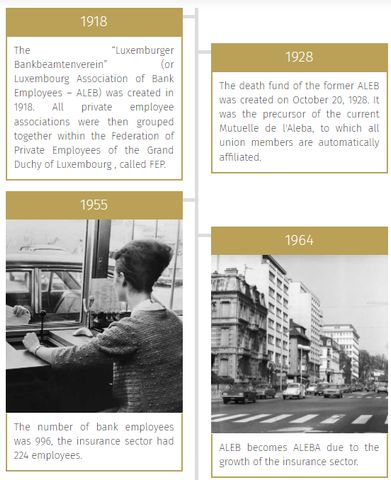 1918
The “Luxemburger
Bankbeamtenverein” (or
Luxembourg Association of Bank
Employees – ALEB) was created in
1918. All private employee
associations were then grouped
together within the Federation of
Private Employees of the Grand
Duchy of Luxembourg , called FEP.
1928
The death fund of the former ALEB
was created on October 20, 1928. It
was the precursor of the current
Mutuelle de l'Aleba, to which all
union members are automatically
affiliated.
1955
The number of bank employees
was 996, the insurance sector had
224 employees.
1964
ALEB becomes ALEBA due to the
growth of the insurance sector.